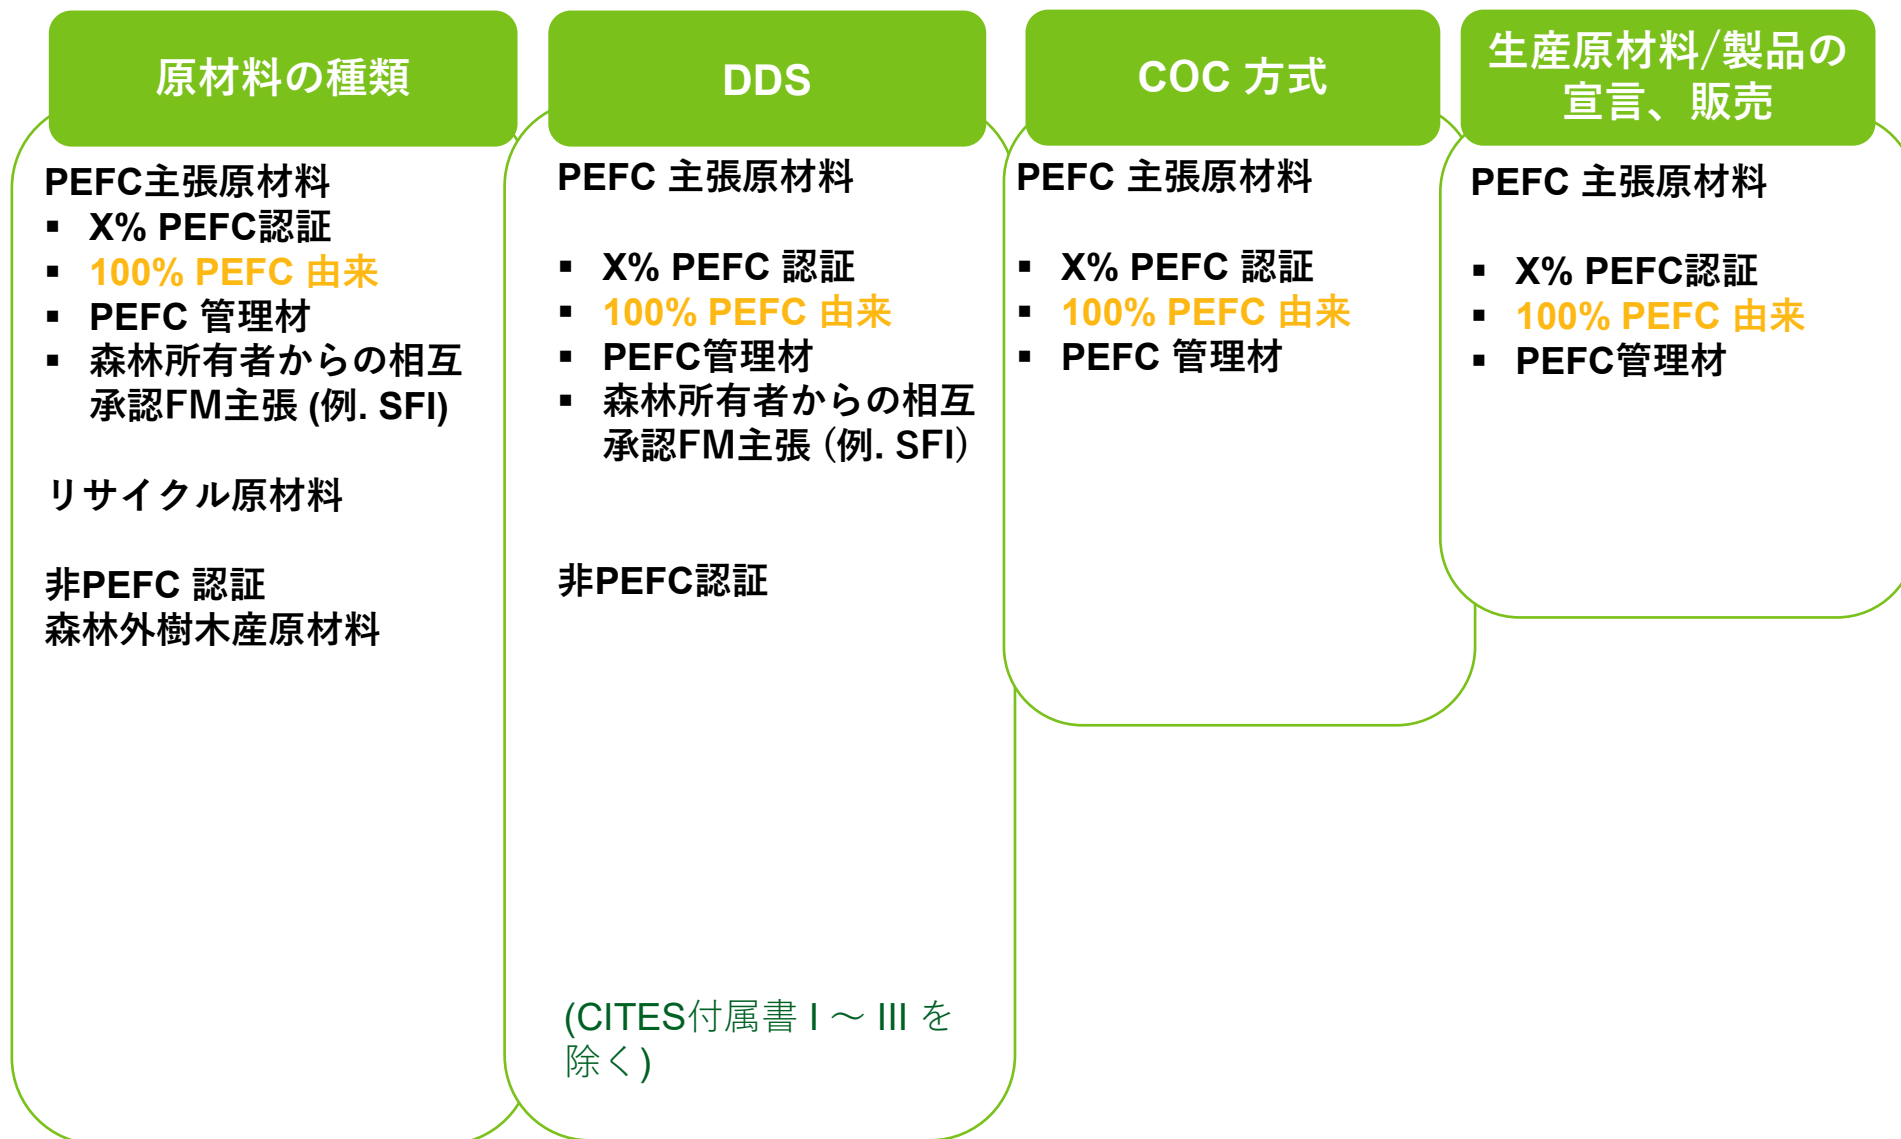 原材料の種類
PEFC主張原材料
▪ X% PEFC認証
▪ 100% PEFC 由来
▪ PEFC 管理材
▪ 森林所有者からの相互
承認FM主張 (例. SFI)
リサイクル原材料
非PEFC 認証
森林外樹木産原材料
DDS
PEFC 主張原材料
▪ X% PEFC 認証
▪ 100% PEFC 由来
▪ PEFC管理材
▪ 森林所有者からの相互
承認FM主張 (例. SFI)
非PEFC認証
(CITES付属書 I ～ III を
除く)
COC 方式
PEFC 主張原材料
▪ X% PEFC 認証
▪ 100% PEFC 由来
▪ PEFC 管理材
生産原材料/製品の
宣言、販売
PEFC 主張原材料
▪ X% PEFC認証
▪ 100% PEFC 由来
▪ PEFC管理材